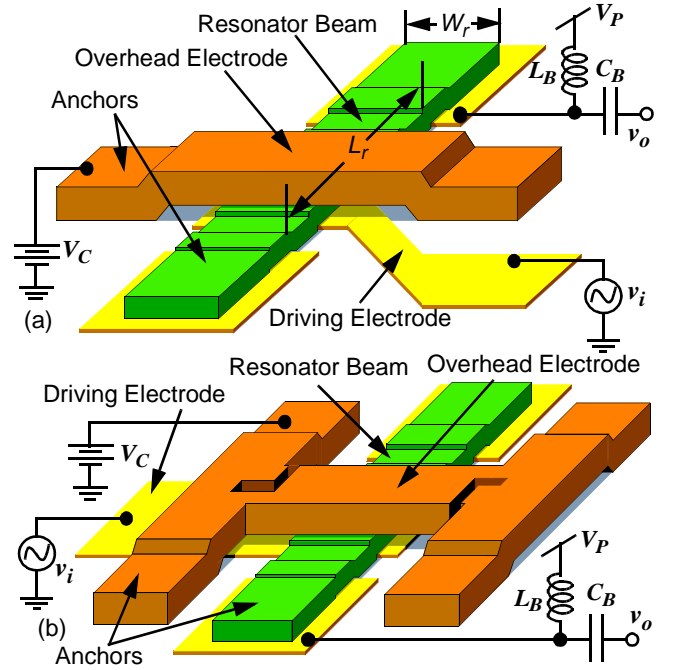 Resonator Beam
W_r
V_P
Overhead Electrode
L_B
C_B
Anchors
v_o
L_r
V_C
v_i
(a)
Driving Electrode
Resonator Beam
Overhead Electrode
Driving Electrode
V_C
V_P
v_i
L_B
C_B
v_o
(b)
Anchors